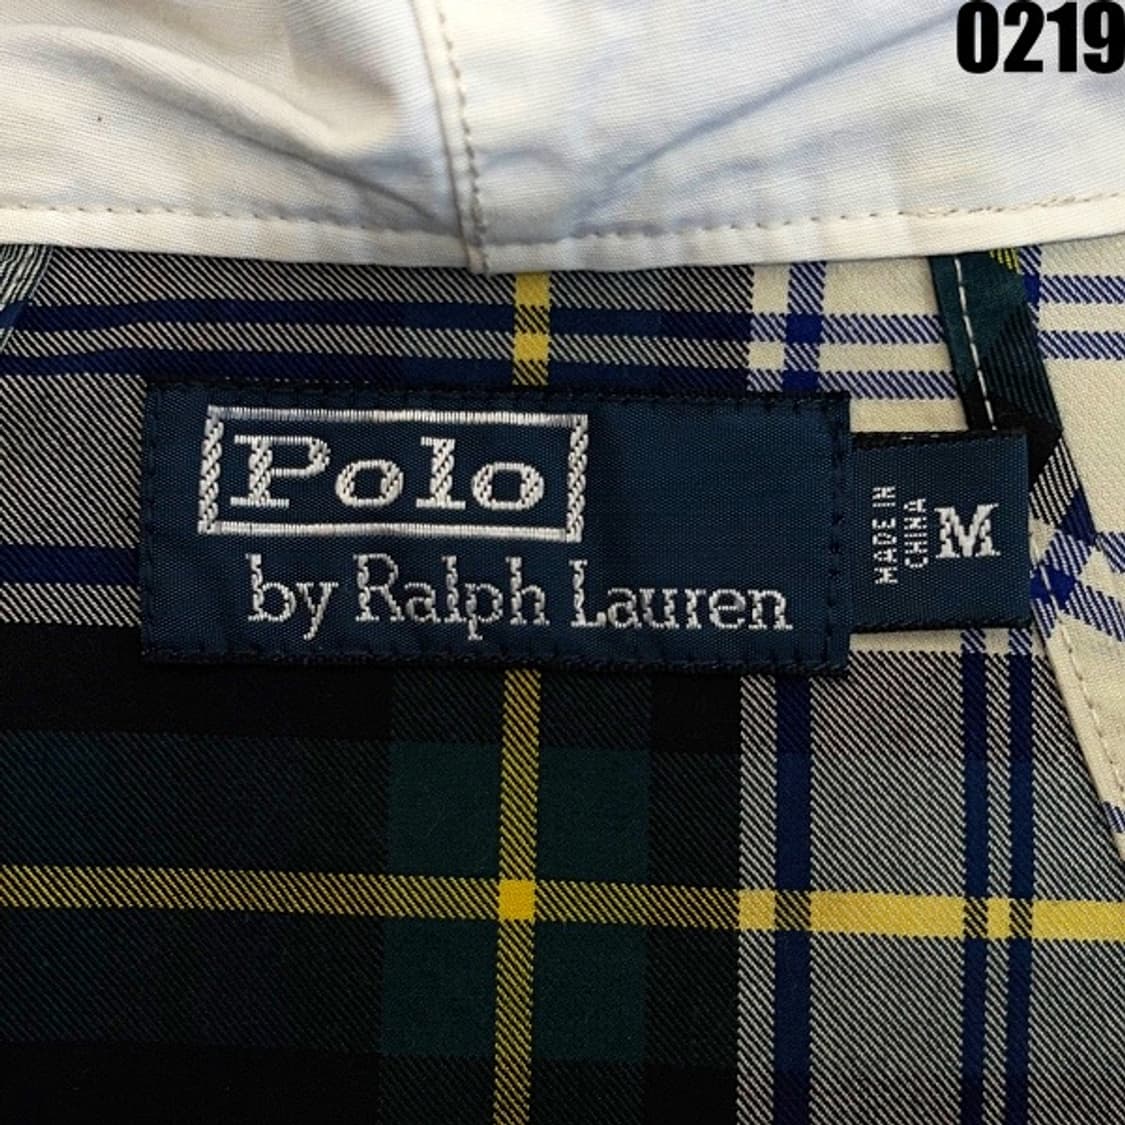 0219
Polo
by Ralph Lauren
MADE IN
CHINA
M